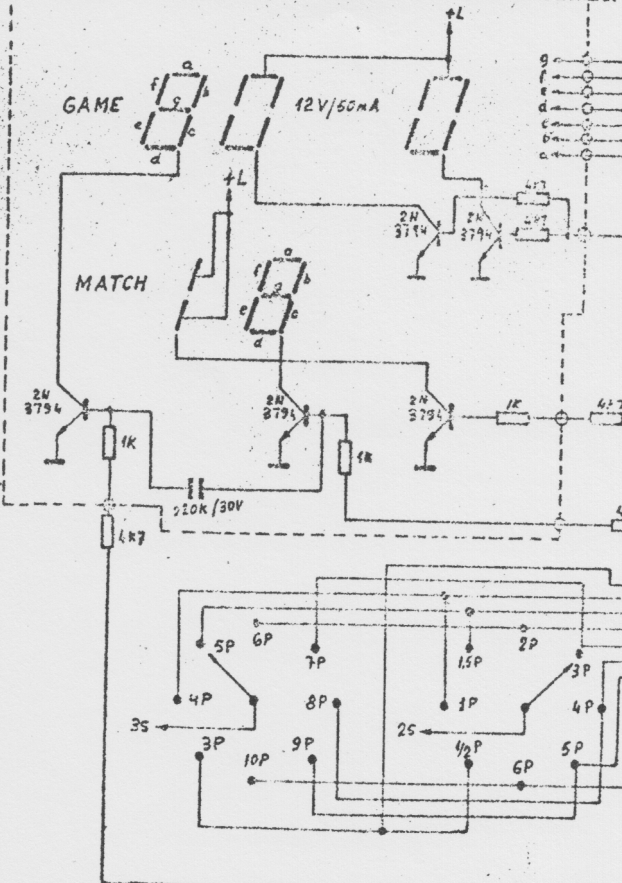 +L
a
f
b
g
GAME
12V/50mA
e
c
d
g
f
e
d
c
b
a
+L
4k7
2N
3794
2N
3794
4k7
a
f
b
g
MATCH
e
c
d
2N
3794
2N
3794
2N
3794
1K
4k7
1K
1K
220K/30V
4k7
5P
6P
7P
1,5P
2P
3P
4P
8P
1P
4P
3S
2S
3P
9P
1/2P
5P
10P
6P